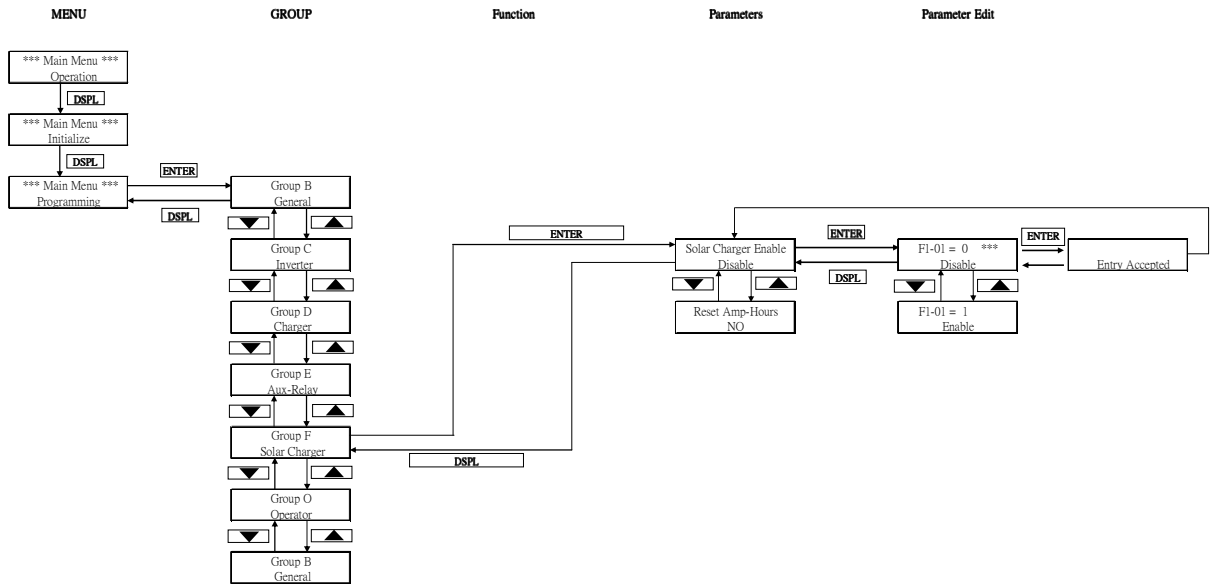 MENU
GROUP
Function
Parameters
Parameter Edit
*** Main Menu ***
Operation
DSPL
*** Main Menu ***
Initialize
DSPL
*** Main Menu ***
Programming
ENTER
DSPL
Group B
General
Group C
Inverter
Group D
Charger
Group E
Aux-Relay
Group F
Solar Charger
Group O
Operator
Group B
General
ENTER
DSPL
Solar Charger Enable
Disable
Reset Amp-Hours
NO
ENTER
DSPL
F1-01 = 0 ***
Disable
F1-01 = 1
Enable
ENTER
Entry Accepted